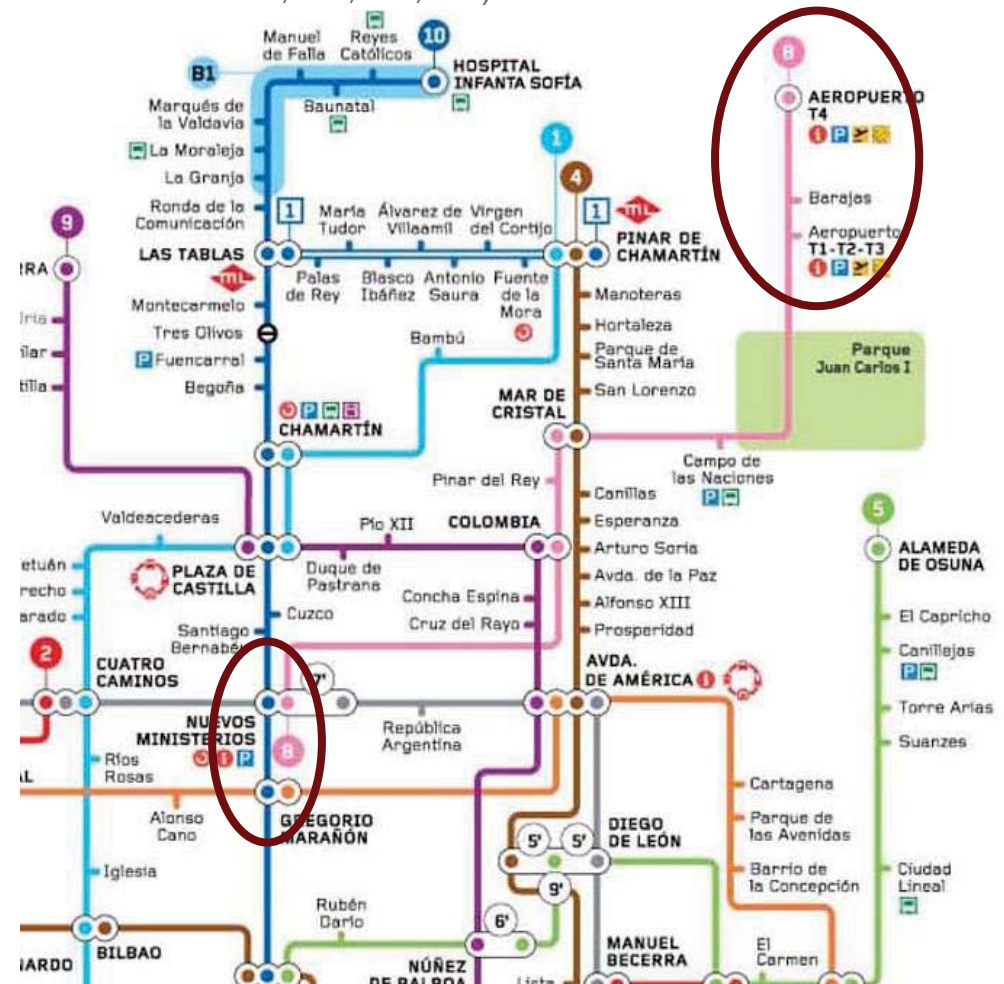 Manuel
de Falla
Reyes
Católicos
10
HOSPITAL
INFANTA SOFÍA
B1
Baunatal
Marqués de
la Valdavia
La Moraleja
La Granja
Ronda de la
Comunicación
8
AEROPUERTO
T4
Barajas
Aeropuerto
T1-T2-T3
1
4
9
1
María
Tudor
Álvarez de
Villaamil
Virgen
del Cortijo
1
ML
PINAR DE
CHAMARTÍN
LAS TABLAS
ML
Palas
de Rey
Blasco
Ibáñez
Antonio
Saura
Fuente
de la
Mora
RRA
Montecarmelo
Tres Olivos
P Fuencarral
Begoña
Bambú
Manoteras
Hortaleza
Parque de
Santa María
San Lorenzo
Parque
Juan Carlos I
MAR DE
CRISTAL
CHAMARTÍN
Campo de
las Naciones
Pinar del Rey
Canillas
Esperanza
Arturo Soria
Avda. de la Paz
Alfonso XIII
Prosperidad
Valdeacederas
Pío XII
COLOMBIA
5
ALAMEDA
DE OSUNA
PLAZA DE
CASTILLA
Duque de
Pastrana
Concha Espina
Cruz del Rayo
El Capricho
Canillejas
Torre Arias
Suanzes
Cuzco
Santiago
Bernabéu
2
CUATRO
CAMINOS
7'
AVDA.
DE AMÉRICA
NUEVOS
MINISTERIOS
8
República
Argentina
Ríos
Rosas
Alonso
Cano
GREGORIO
MARAÑÓN
Cartagena
Parque de
las Avenidas
Barrio de
la Concepción
Ciudad
Lineal
5'
5'
DIEGO
DE LEÓN
9'
Iglesia
Rubén
Darío
6'
BILBAO
NÚÑEZ
DE BALBOA
MANUEL
BECERRA
El
Carmen
Lista